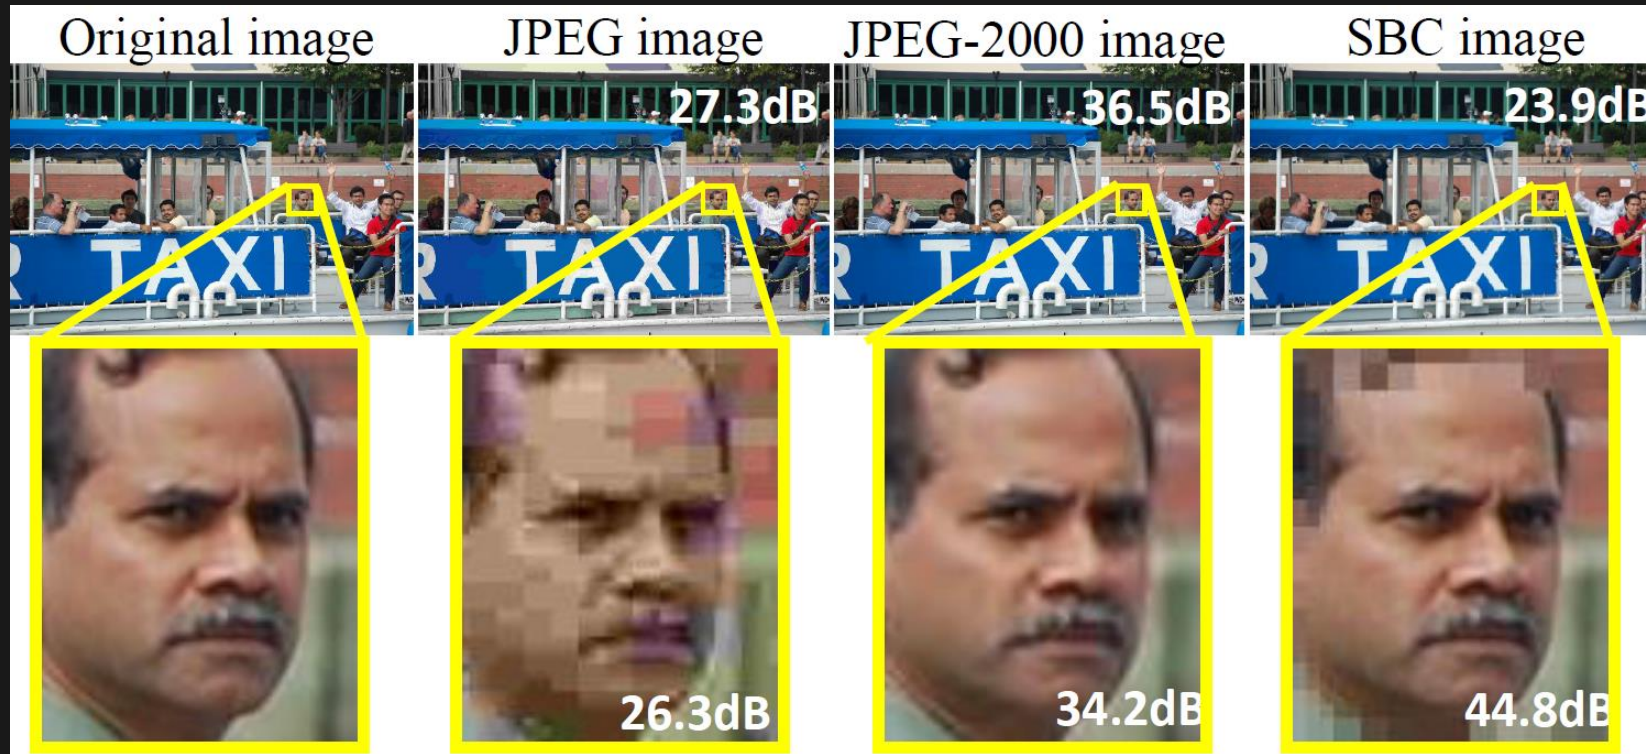 Original image
JPEG image
JPEG-2000 image
SBC image
27.3dB
36.5dB
23.9dB
R TAXI
R TAXI
R TAXI
R TAXI
26.3dB
34.2dB
44.8dB